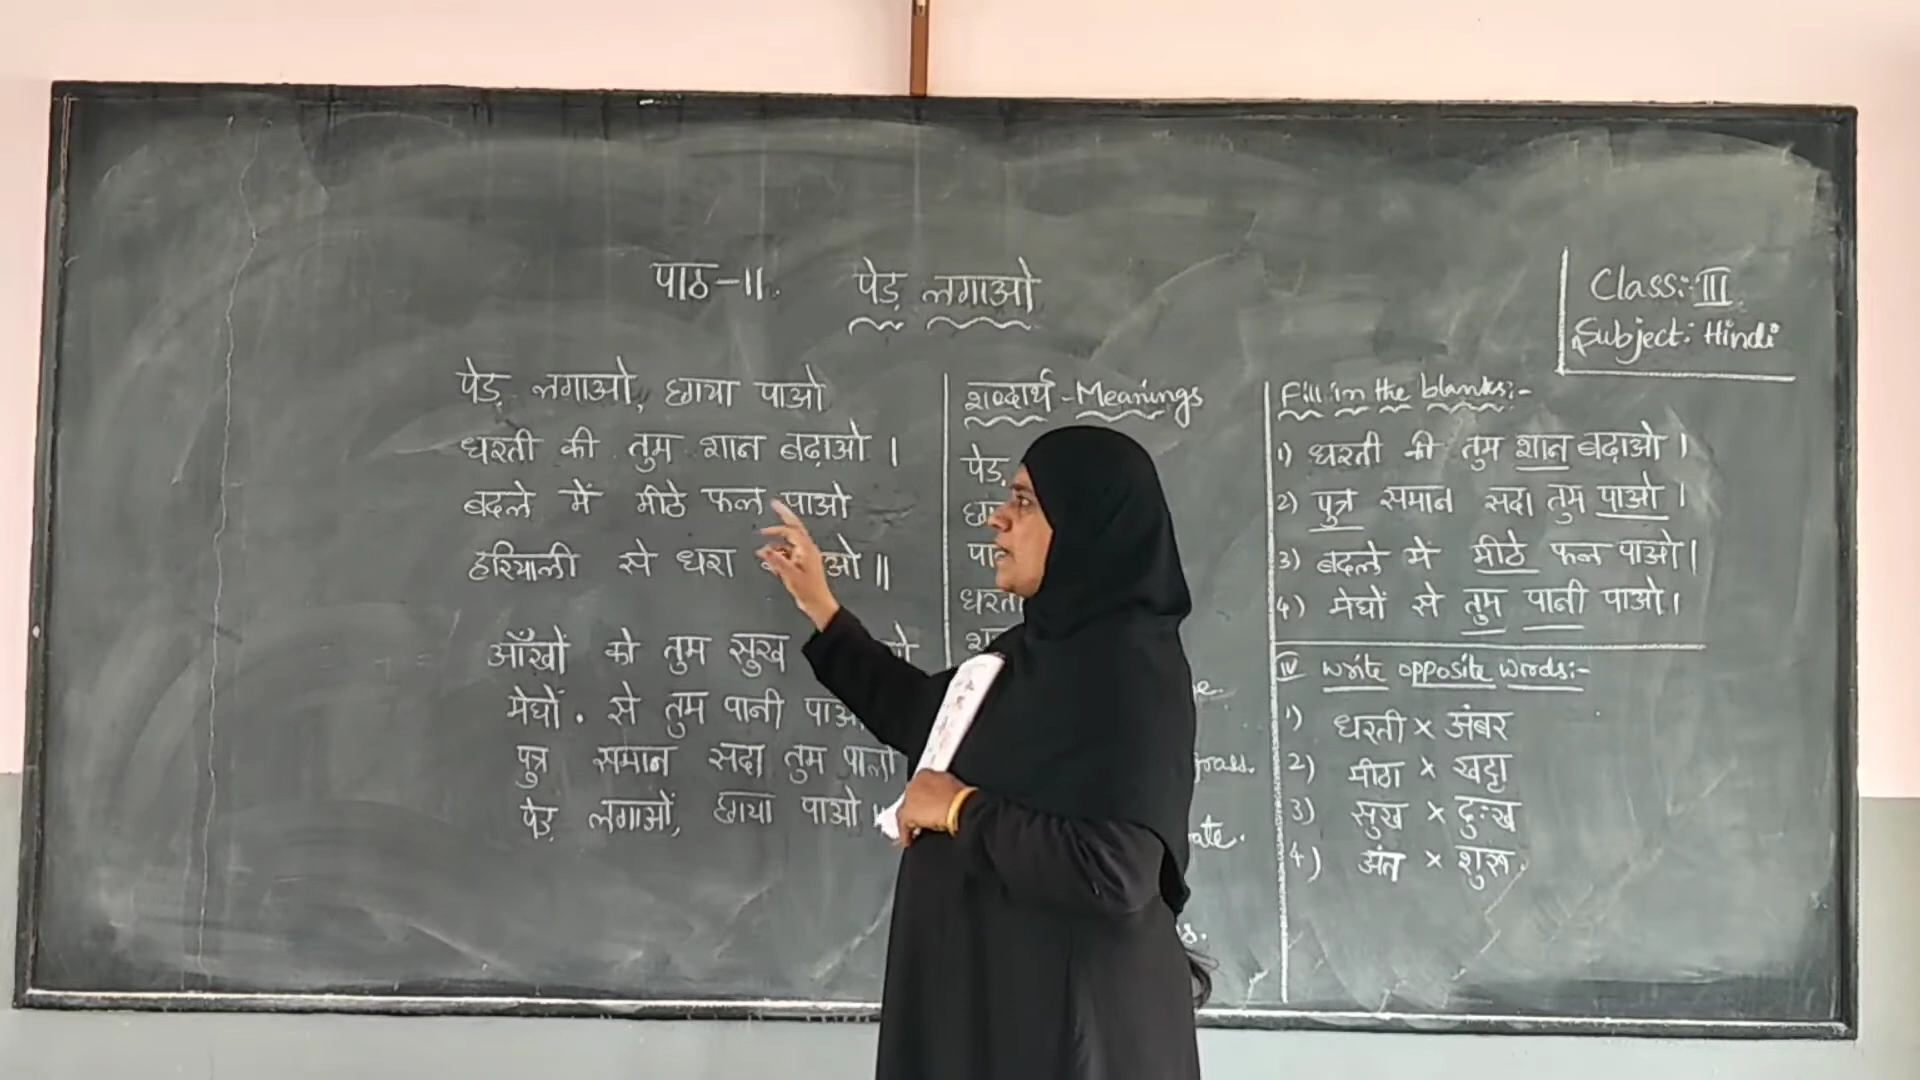 पाठ-11. पेड़ लगाओ
Class: III
Subject: Hindi
पेड़ लगाओ, छाया पाओ
धरती की तुम शान बढ़ाओ ।
बदले में मीठे फल पाओ
हरियाली से धरा ओ ॥
आँखों को तुम सुख
मेघों . से तुम पानी
पुत्र समान सदा तुम पालो
पेड़ लगाओं, छाया पाओ ॥
शब्दार्थ - Meanings
पेड़
धरती
Fill in the blanks:-
1) धरती की तुम शान बढ़ाओ ।
2) पुत्र समान सदा तुम पाओ ।
3) बदले में मीठे फल पाओ ।
4) मेघों से तुम पानी पाओ ।
IV write opposite words:-
1) धरती × अंबर
2) मीठा × खट्टा
3) सुख × दुःख
4) अंत × शुरू.